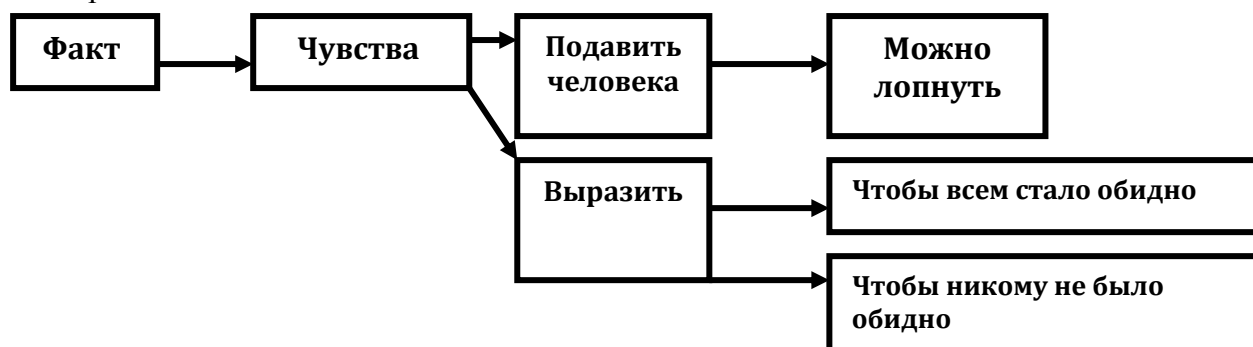 Факт
Чувства
Подавить
человека
Можно
лопнуть
Выразить
Чтобы всем стало обидно
Чтобы никому не было
обидно